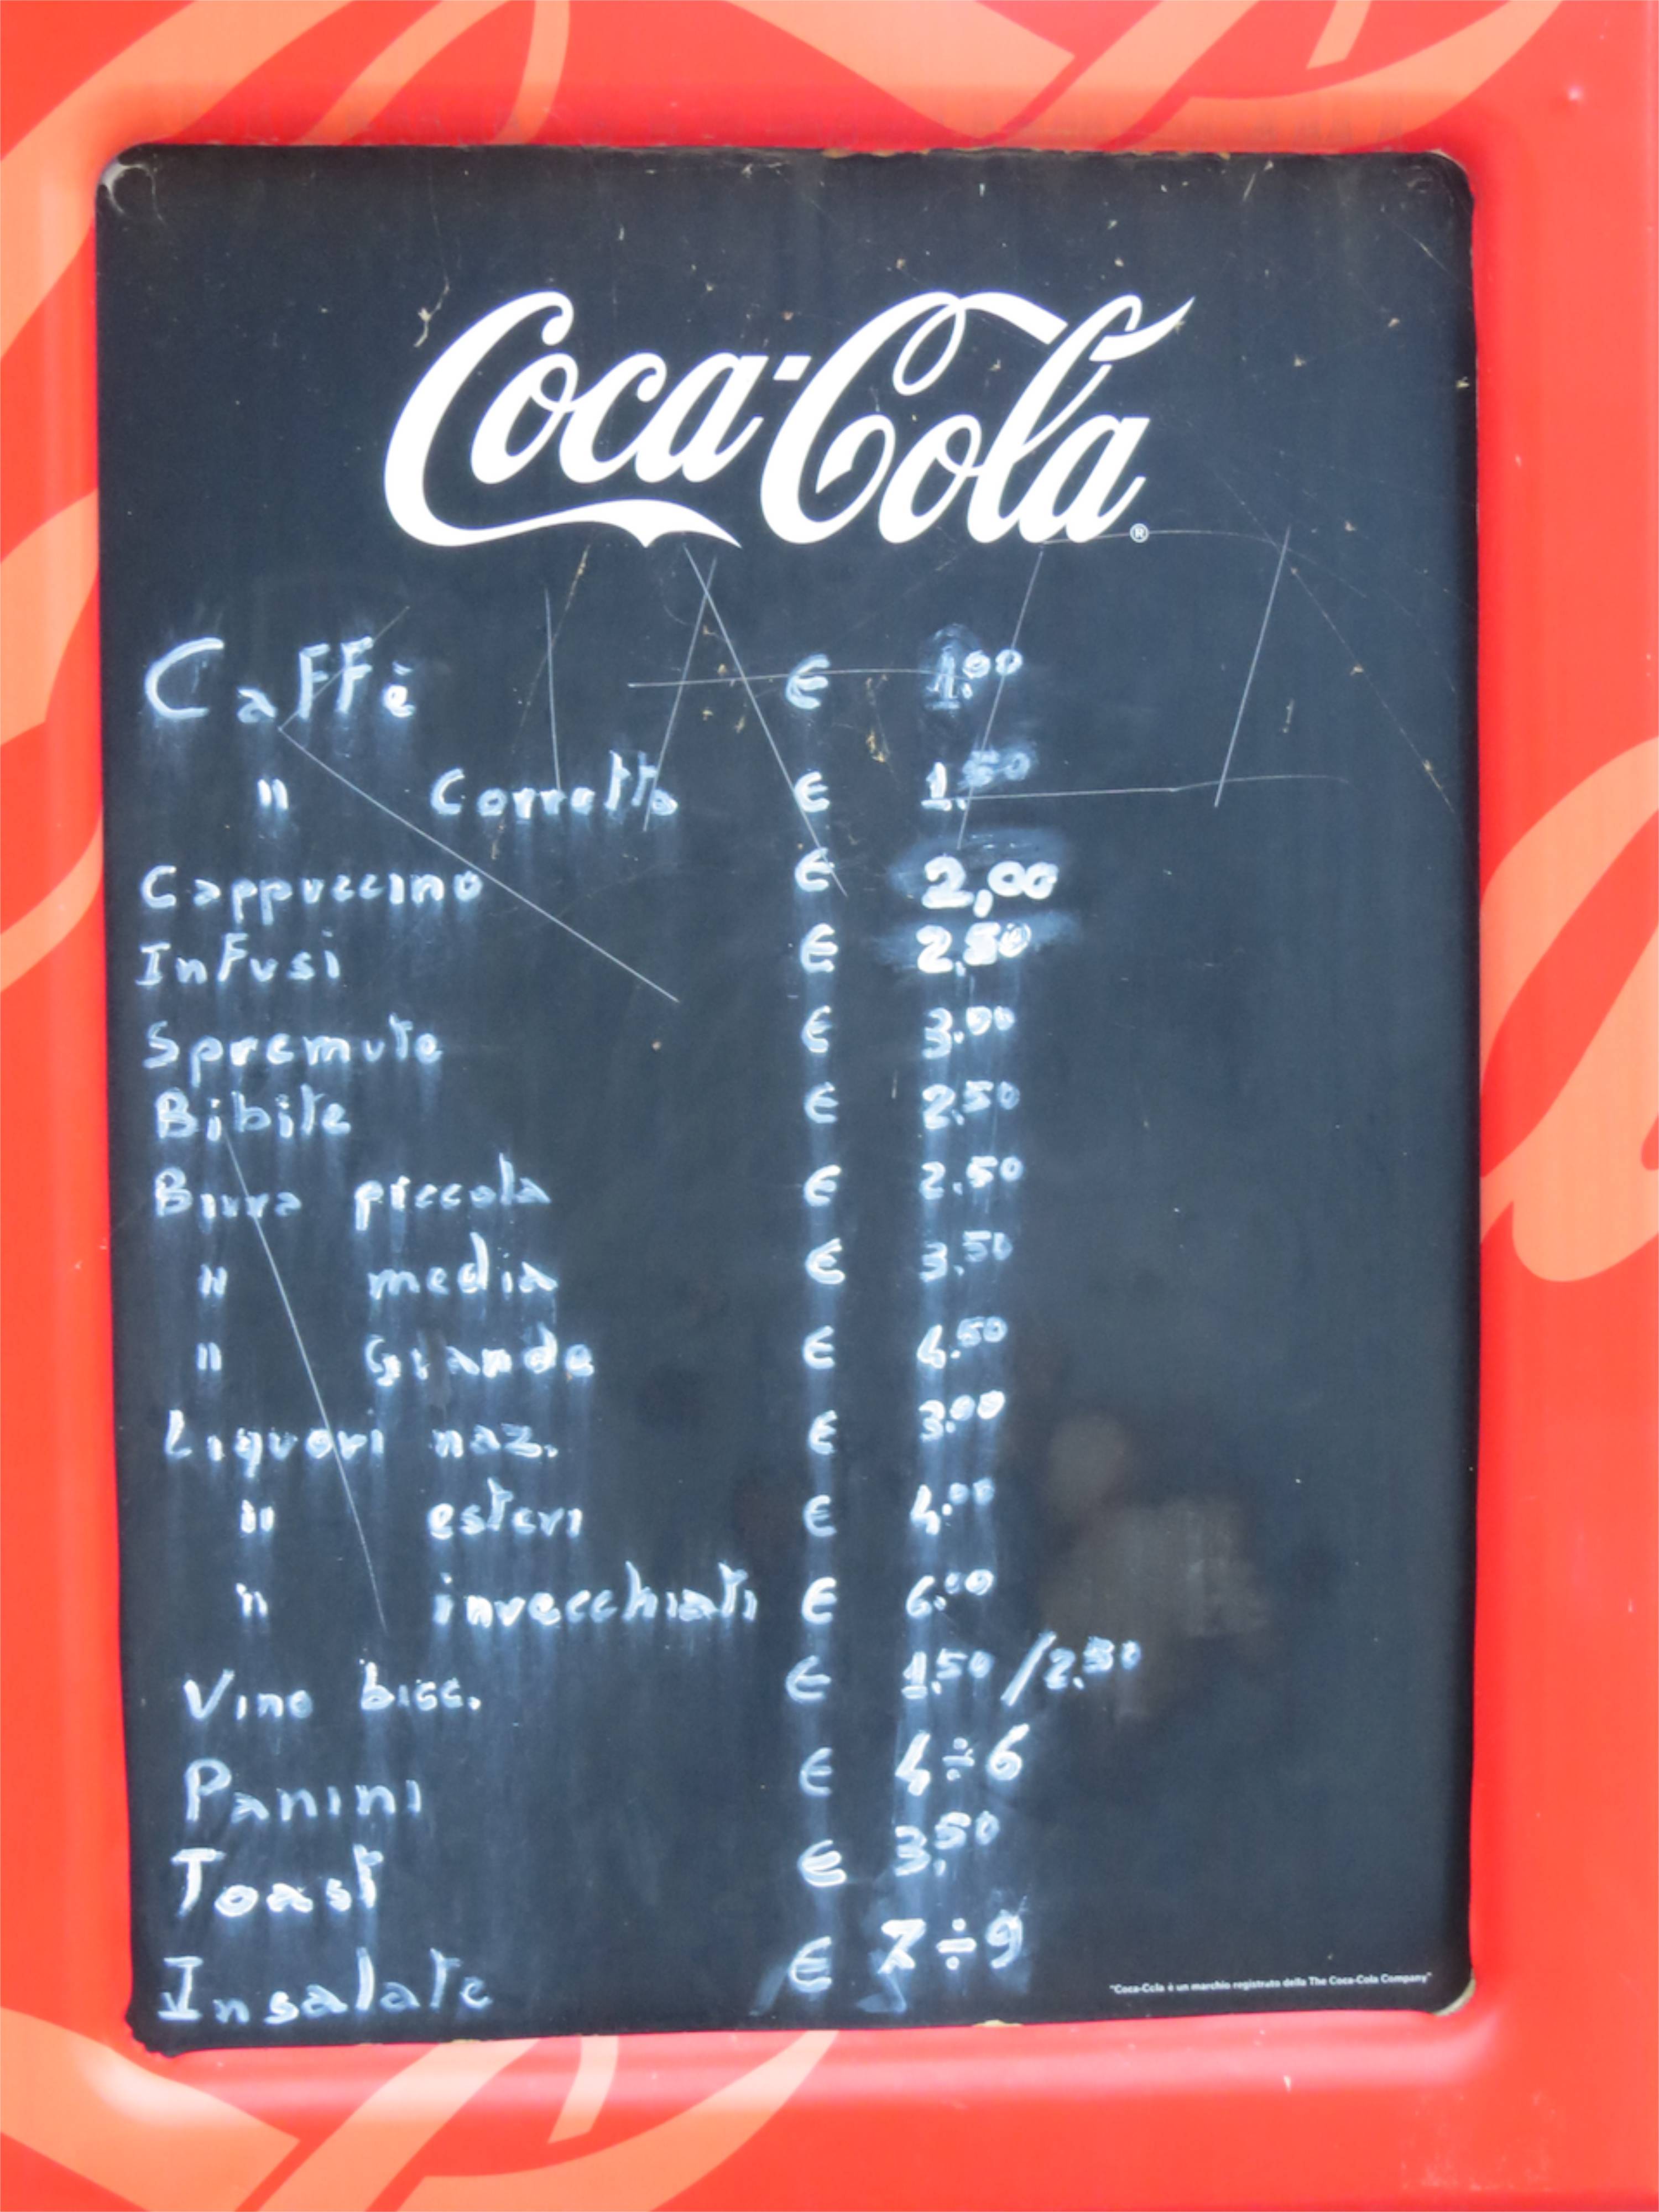 Coca-Cola®
Caffè € 1.00
" Corretto € 1.50
Cappuccino € 2,00
Infusi € 2.50
Spremute € 3.00
Bibite € 2.50
Birra piccola € 2.50
" media € 3.50
" Grande € 4.50
Liquori naz. € 3.00
" esteri € 4.00
" invecchiati € 6.00
Vino bicc. € 1.50 / 2.50
Panini € 4÷6
Toast € 3.50
Insalate € 7÷9
"Coca-Cola è un marchio registrato della The Coca-Cola Company"